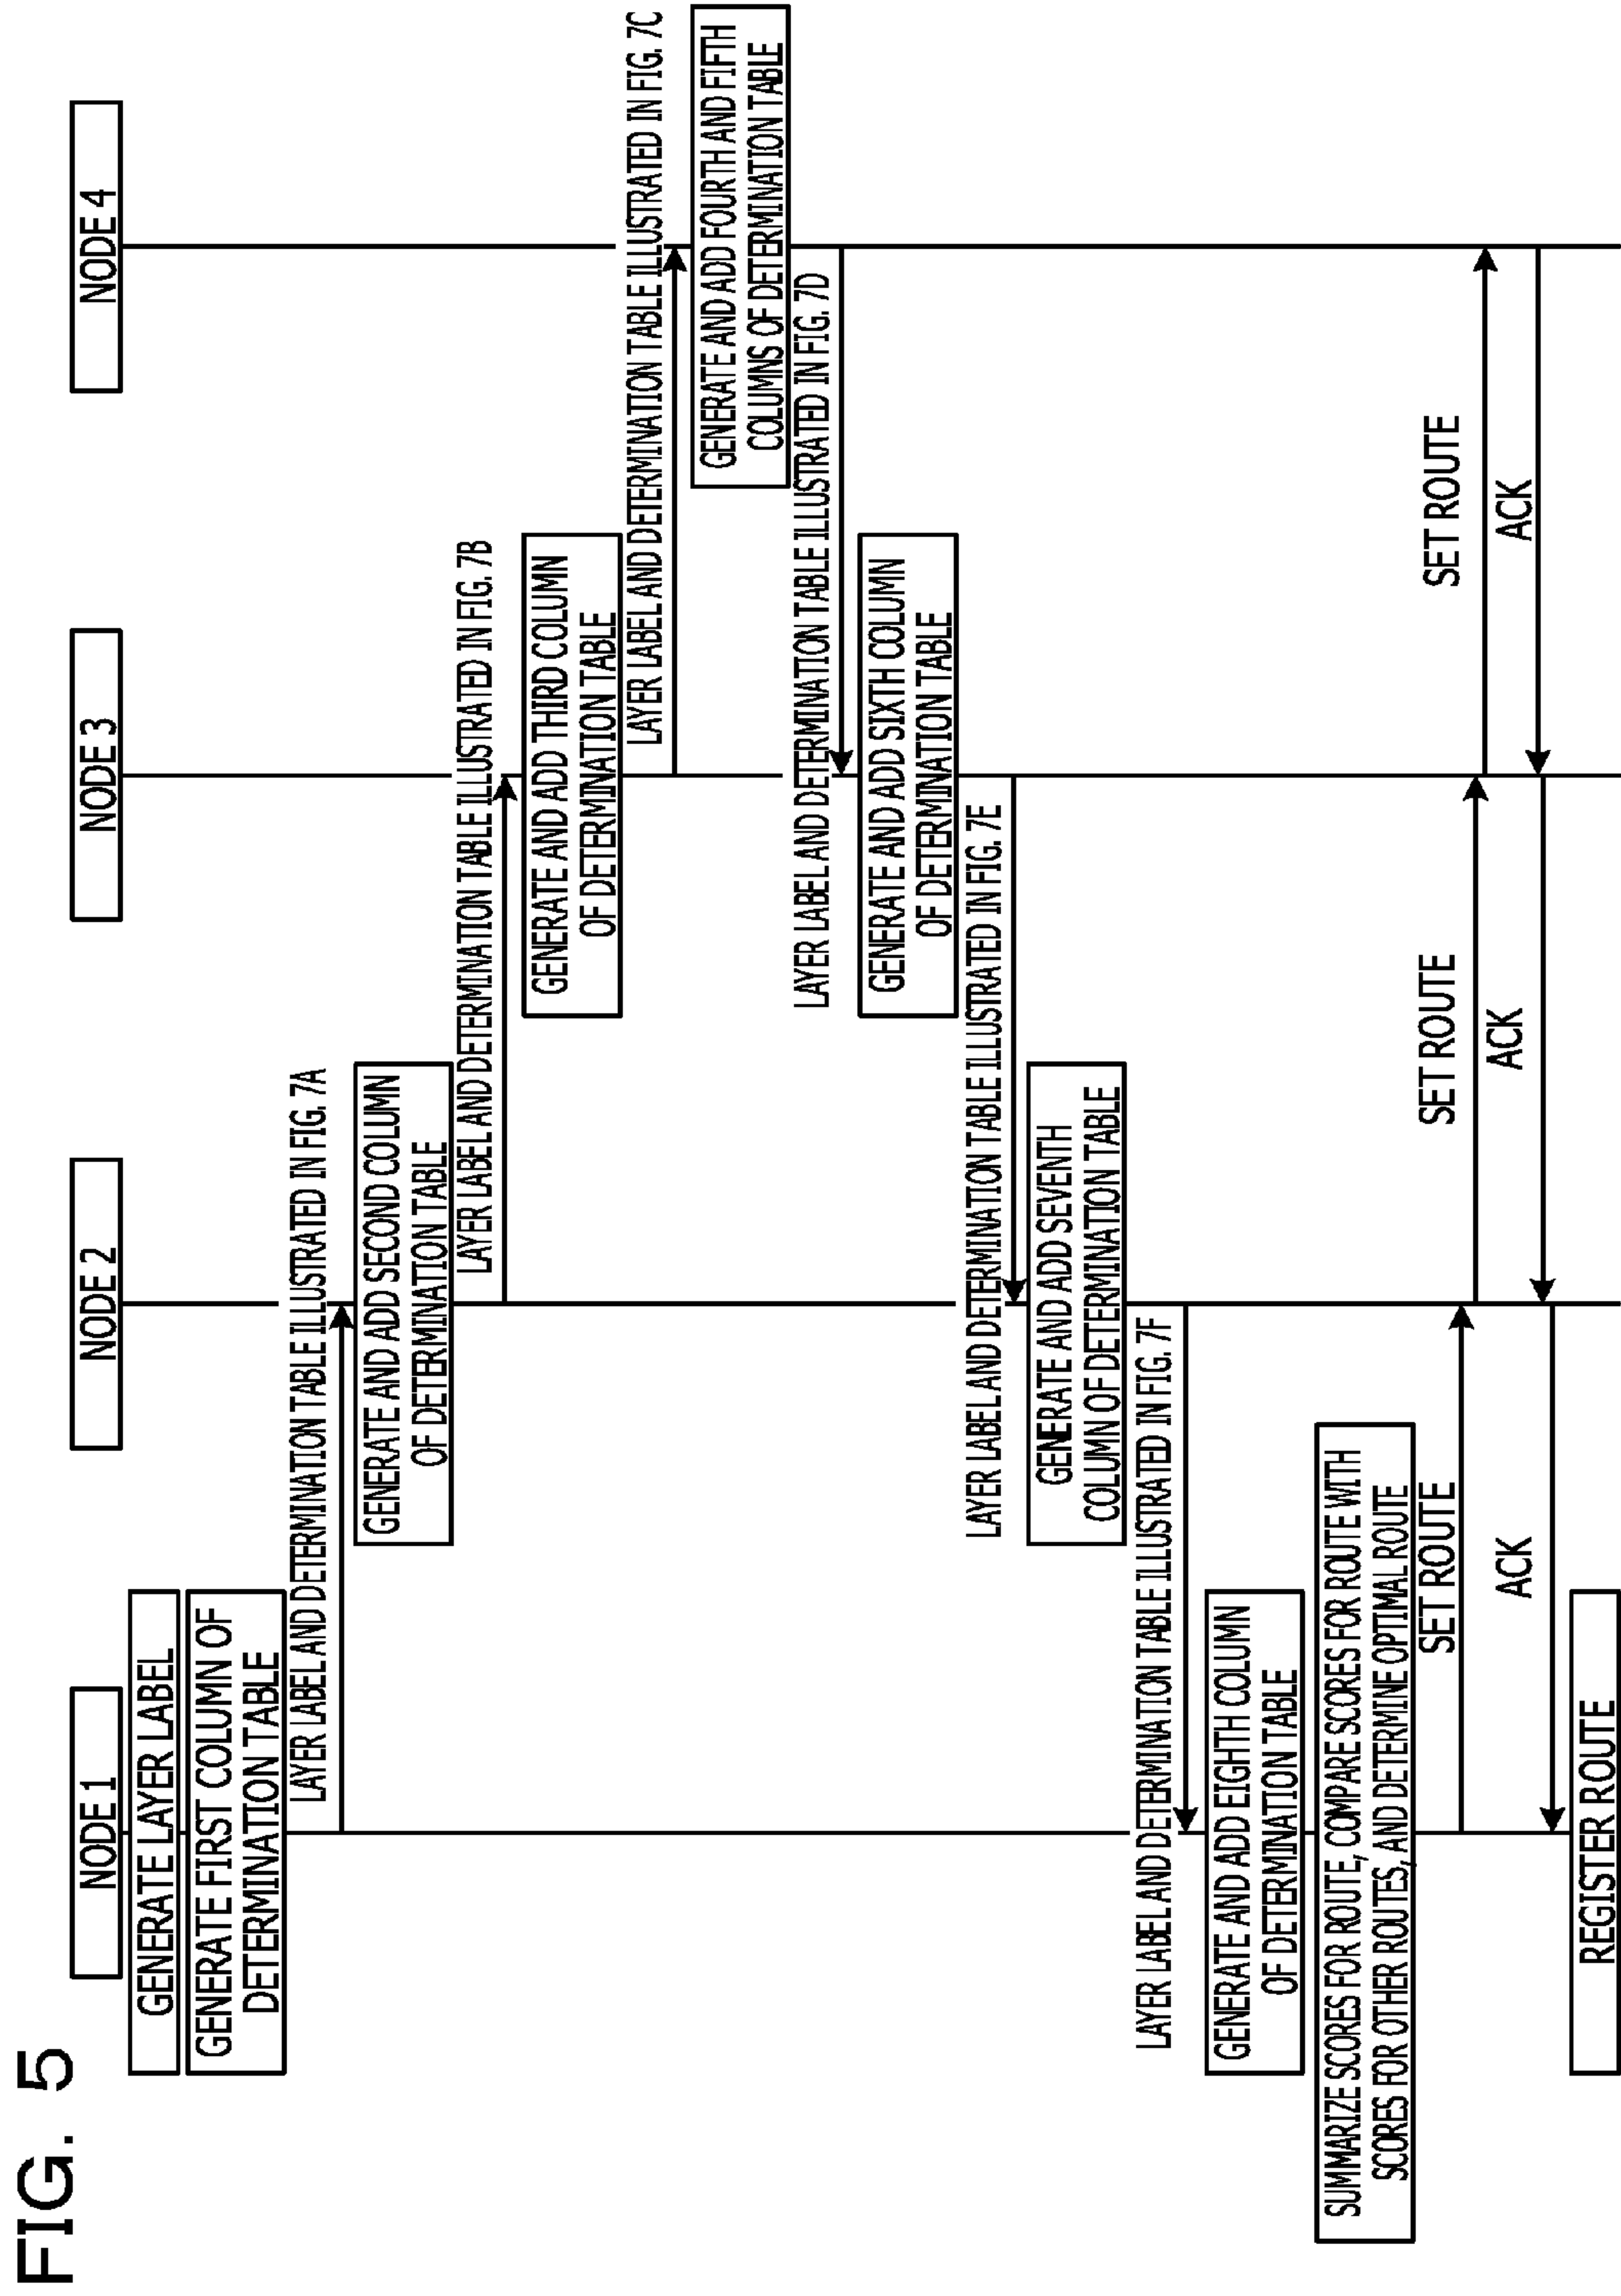 FIG. 5
NODE 1
NODE 2
NODE 3
NODE 4
GENERATE LAYER LABEL
GENERATE FIRST COLUMN OF
DETERMINATION TABLE
LAYER LABEL AND DETERMINATION TABLE ILLUSTRATED IN FIG. 7A
GENERATE AND ADD SECOND COLUMN
OF DETERMINATION TABLE
LAYER LABEL AND DETERMINATION TABLE ILLUSTRATED IN FIG. 7B
GENERATE AND ADD THIRD COLUMN
OF DETERMINATION TABLE
LAYER LABEL AND DETERMINATION TABLE ILLUSTRATED IN FIG. 7C
GENERATE AND ADD FOURTH AND FIFTH
COLUMNS OF DETERMINATION TABLE
LAYER LABEL AND DETERMINATION TABLE ILLUSTRATED IN FIG. 7D
GENERATE AND ADD SIXTH COLUMN
OF DETERMINATION TABLE
LAYER LABEL AND DETERMINATION TABLE ILLUSTRATED IN FIG. 7E
GENERATE AND ADD SEVENTH
COLUMN OF DETERMINATION TABLE
LAYER LABEL AND DETERMINATION TABLE ILLUSTRATED IN FIG. 7F
GENERATE AND ADD EIGHTH COLUMN
OF DETERMINATION TABLE
SUMMARIZE SCORES FOR ROUTE, COMPARE SCORES FOR ROUTE WITH
SCORES FOR OTHER ROUTES, AND DETERMINE OPTIMAL ROUTE
SET ROUTE
SET ROUTE
SET ROUTE
ACK
ACK
ACK
REGISTER ROUTE